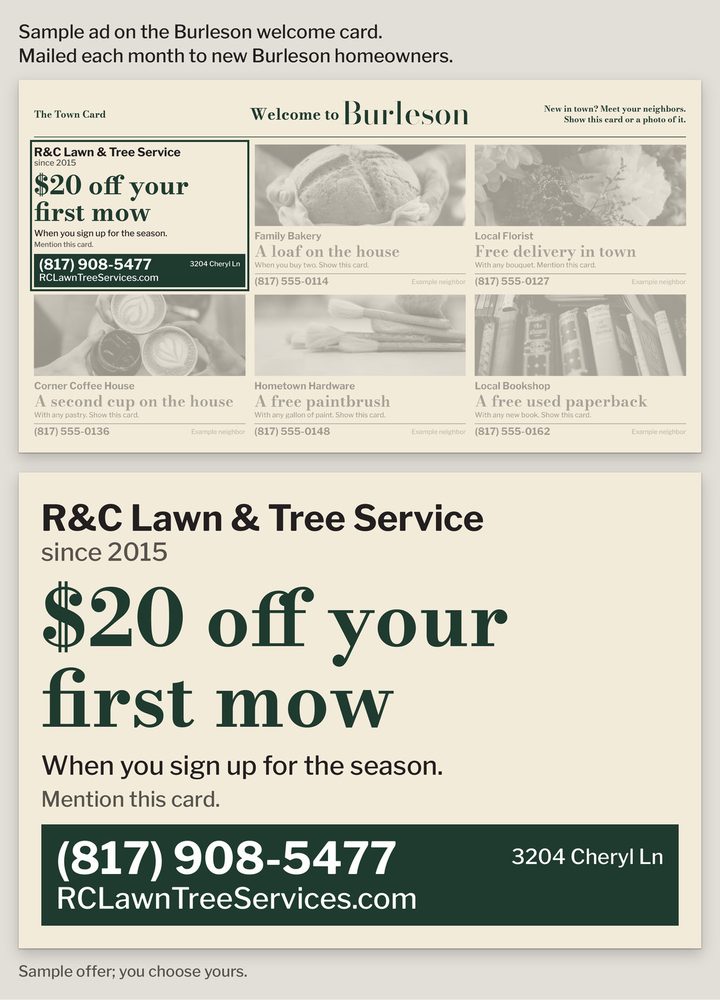 Sample ad on the Burleson welcome card.
Mailed each month to new Burleson homeowners.
The Town Card
Welcome to Burleson
New in town? Meet your neighbors.
Show this card or a photo of it.
R&C Lawn & Tree Service
since 2015
$20 off your
first mow
When you sign up for the season.
Mention this card.
(817) 908-5477
3204 Cheryl Ln
RCLawnTreeServices.com
Family Bakery
A loaf on the house
When you buy two. Show this card.
(817) 555-0114
Example neighbor
Local Florist
Free delivery in town
With any bouquet. Mention this card.
(817) 555-0127
Example neighbor
Corner Coffee House
A second cup on the house
With any pastry. Show this card.
(817) 555-0136
Example neighbor
Hometown Hardware
A free paintbrush
With any gallon of paint. Show this card.
(817) 555-0148
Example neighbor
Local Bookshop
A free used paperback
With any new book. Show this card.
(817) 555-0162
Example neighbor
R&C Lawn & Tree Service
since 2015
$20 off your
first mow
When you sign up for the season.
Mention this card.
(817) 908-5477
3204 Cheryl Ln
RCLawnTreeServices.com
Sample offer; you choose yours.